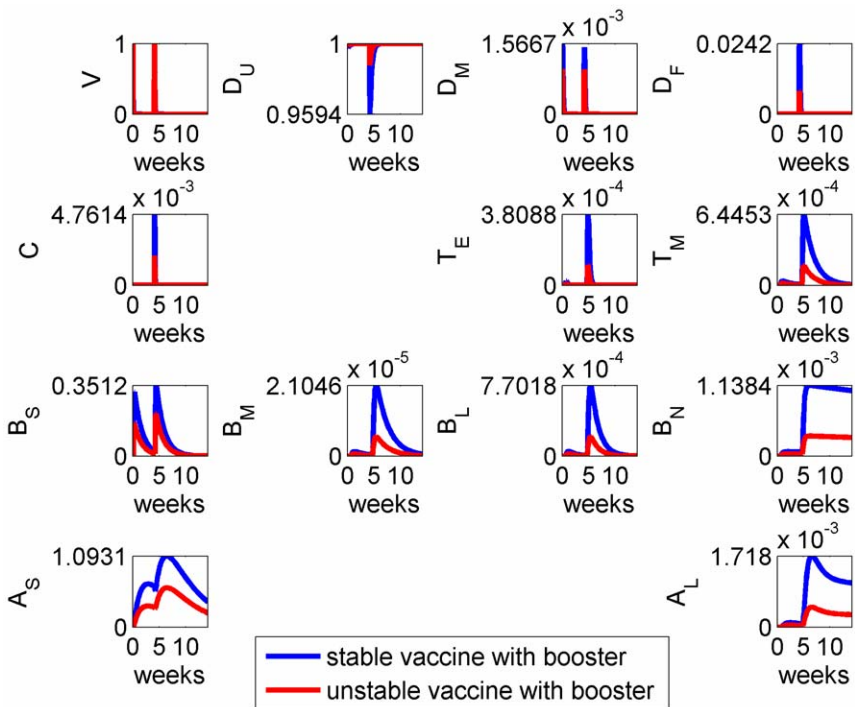 V 1 0 0 5 10 weeks
D_U 1 0.9594 0 5 10 weeks
D_M 1.5667 x 10^-3 0 0 5 10 weeks
D_F 0.0242 0 0 5 10 weeks
C 4.7614 x 10^-3 0 0 5 10 weeks
T_E 3.8088 x 10^-4 0 0 5 10 weeks
T_M 6.4453 x 10^-4 0 0 5 10 weeks
B_S 0.3512 0 0 5 10 weeks
B_M 2.1046 x 10^-5 0 0 5 10 weeks
B_L 7.7018 x 10^-4 0 0 5 10 weeks
B_N 1.1384 x 10^-3 0 0 5 10 weeks
A_S 1.0931 0 0 5 10 weeks
A_L 1.718 x 10^-3 0 0 5 10 weeks
stable vaccine with booster
unstable vaccine with booster